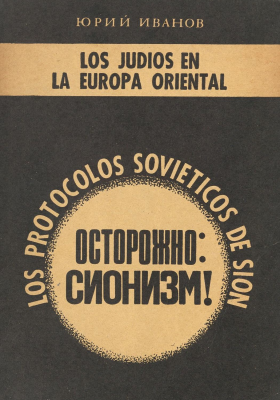 ЮРИЙ ИВАНОВ
LOS JUDIOS EN
LA EUROPA ORIENTAL
LOS PROTOCOLOS SOVIETICOS DE SION
ОСТОРОЖНО:
СИОНИЗМ!